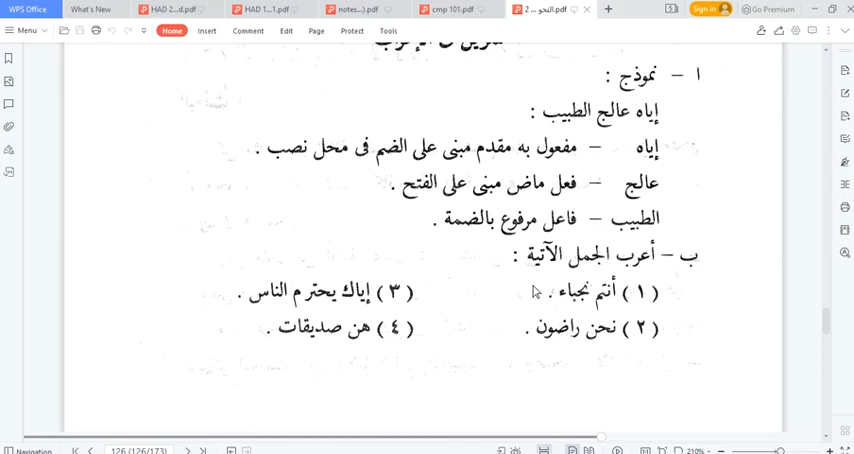 WPS Office What's New HAD 2...d.pdf HAD 1...1.pdf notes...).pdf cmp 101.pdf النحو ... 2.pdf Sign in Go Premium
Menu Home Insert Comment Edit Page Protect Tools
ا – نموذج :
إياه عالج الطبيب :
إياه – مفعول به مقدم مبنى على الضم فى محل نصب .
عالج – فعل ماض مبنى على الفتح .
الطبيب – فاعل مرفوع بالضمة .
ب – أعرب الجمل الآتية :
( ١ ) أنتم نجباء . ( ٣ ) إياك يحترم الناس .
( ٢ ) نحن راضون . ( ٤ ) هن صديقات .
Navigation 126 (126/173) 210%